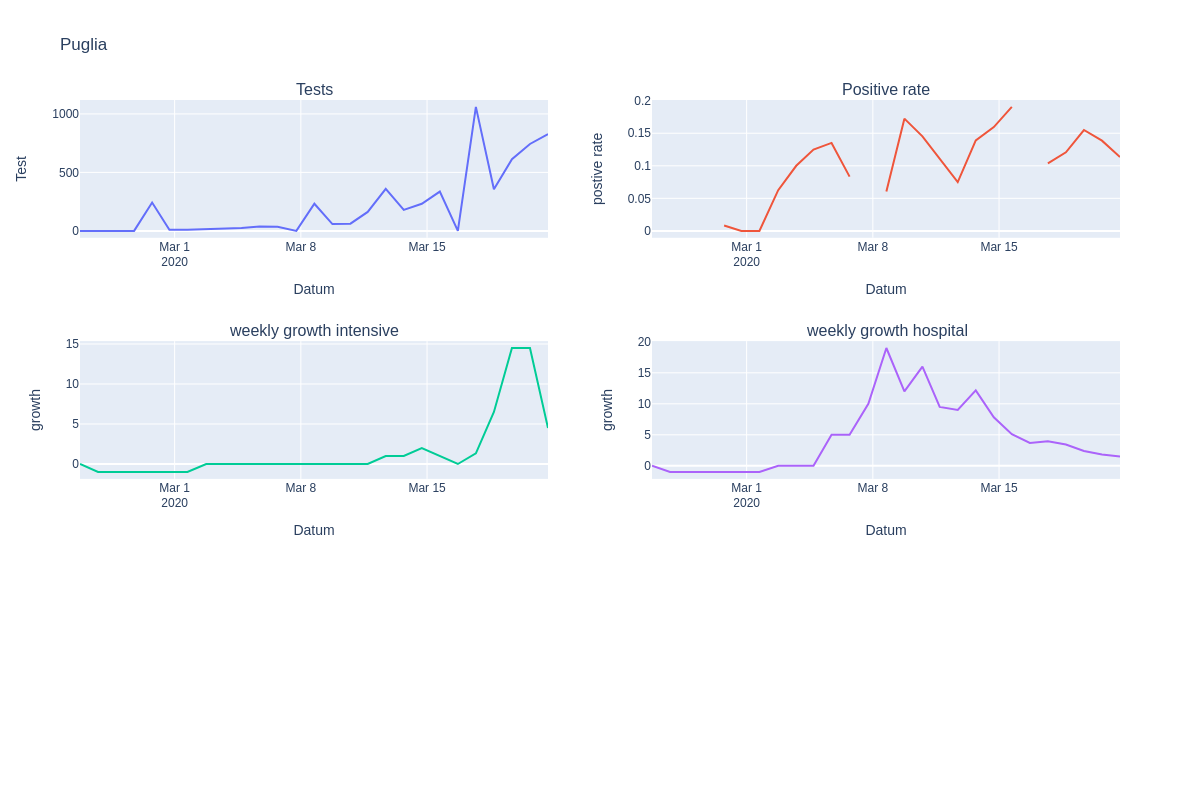 Puglia
Tests
Test
1000
500
0
Mar 1
2020
Mar 8
Mar 15
Datum
Positive rate
postive rate
0.2
0.15
0.1
0.05
0
Mar 1
2020
Mar 8
Mar 15
Datum
weekly growth intensive
growth
15
10
5
0
Mar 1
2020
Mar 8
Mar 15
Datum
weekly growth hospital
growth
20
15
10
5
0
Mar 1
2020
Mar 8
Mar 15
Datum